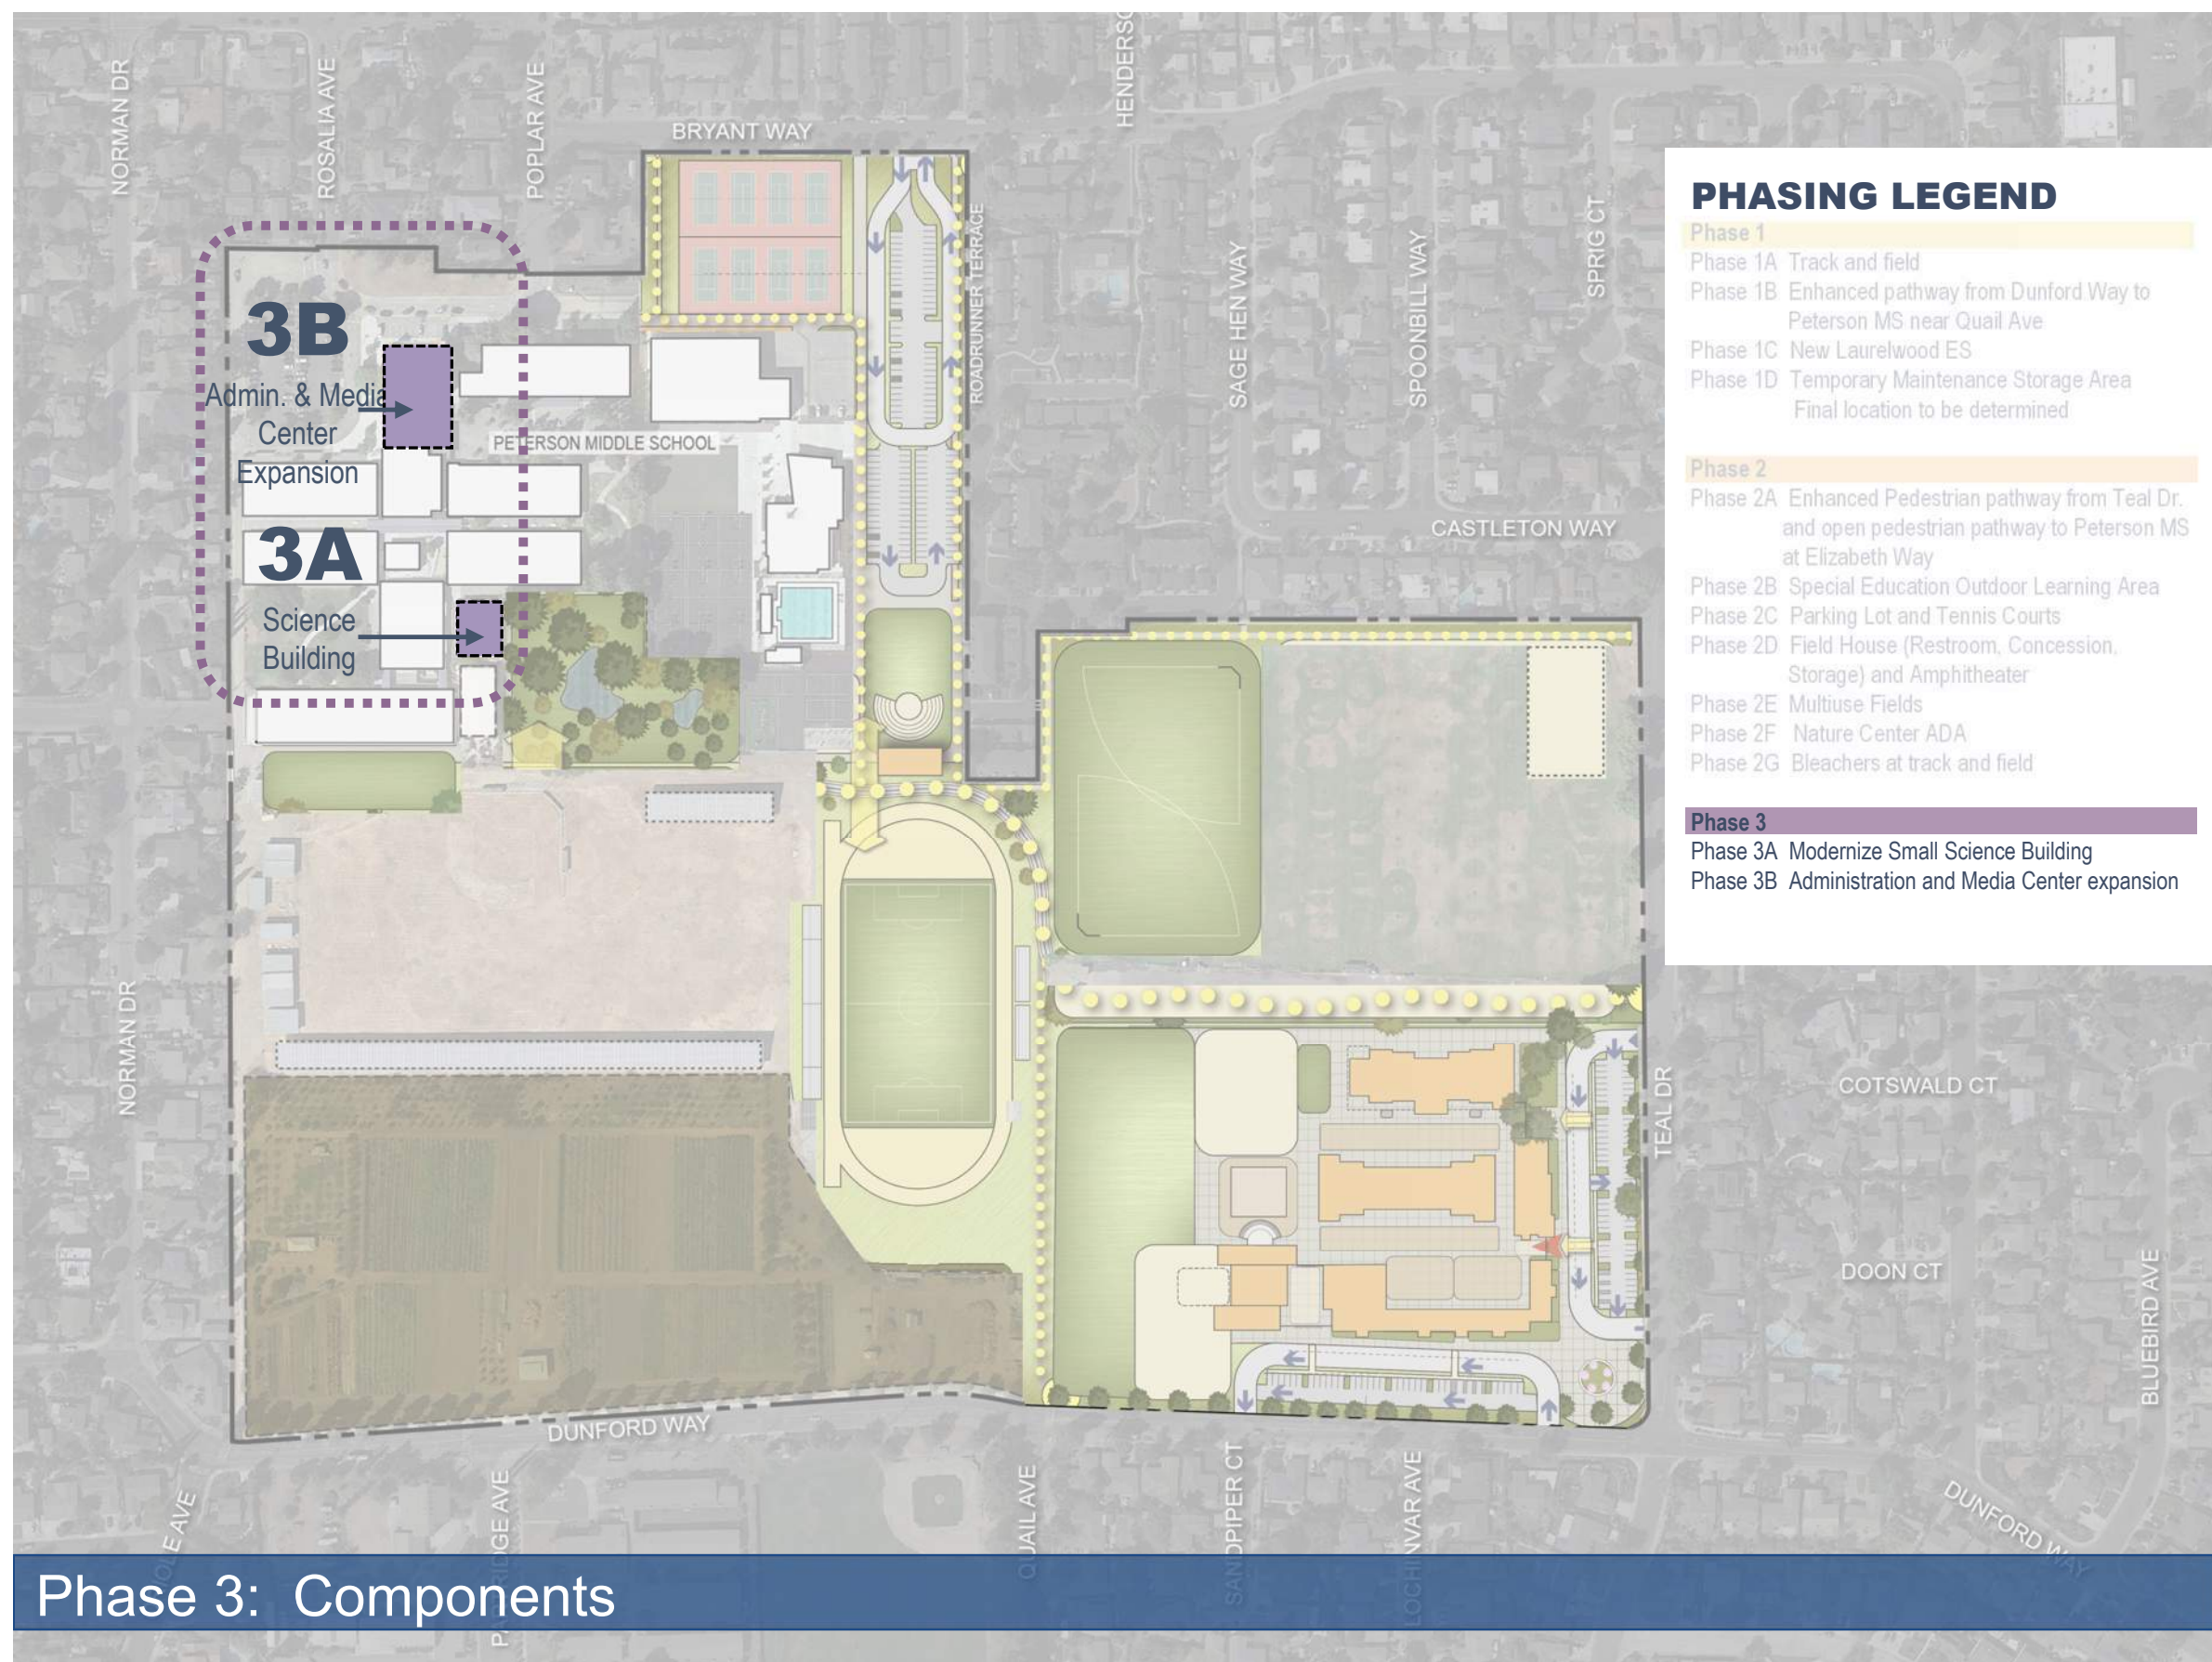 NORMAN DR
ROSALIA AVE
POPLAR AVE
BRYANT WAY
ROADRUNNER TERRACE
SAGE HEN WAY
SPOONBILL WAY
SPRIG CT
CASTLETON WAY
3B
Admin. & Media
Center
Expansion
PETERSON MIDDLE SCHOOL
3A
Science
Building
PHASING LEGEND
Phase 1
Phase 1A Track and field
Phase 1B Enhanced pathway from Dunford Way to
Peterson MS near Quail Ave
Phase 1C New Laurelwood ES
Phase 1D Temporary Maintenance Storage Area
Final location to be determined
Phase 2
Phase 2A Enhanced Pedestrian pathway from Teal Dr.
and open pedestrian pathway to Peterson MS
at Elizabeth Way
Phase 2B Special Education Outdoor Learning Area
Phase 2C Parking Lot and Tennis Courts
Phase 2D Field House (Restroom, Concession,
Storage) and Amphitheater
Phase 2E Multiuse Fields
Phase 2F Nature Center ADA
Phase 2G Bleachers at track and field
Phase 3
Phase 3A Modernize Small Science Building
Phase 3B Administration and Media Center expansion
NORMAN DR
TEAL DR
COTSWALD CT
DOON CT
BLUEBIRD AVE
DUNFORD WAY
QUAIL AVE
SANDPIPER CT
LOCHINVAR AVE
DUNFORD WAY
Phase 3: Components